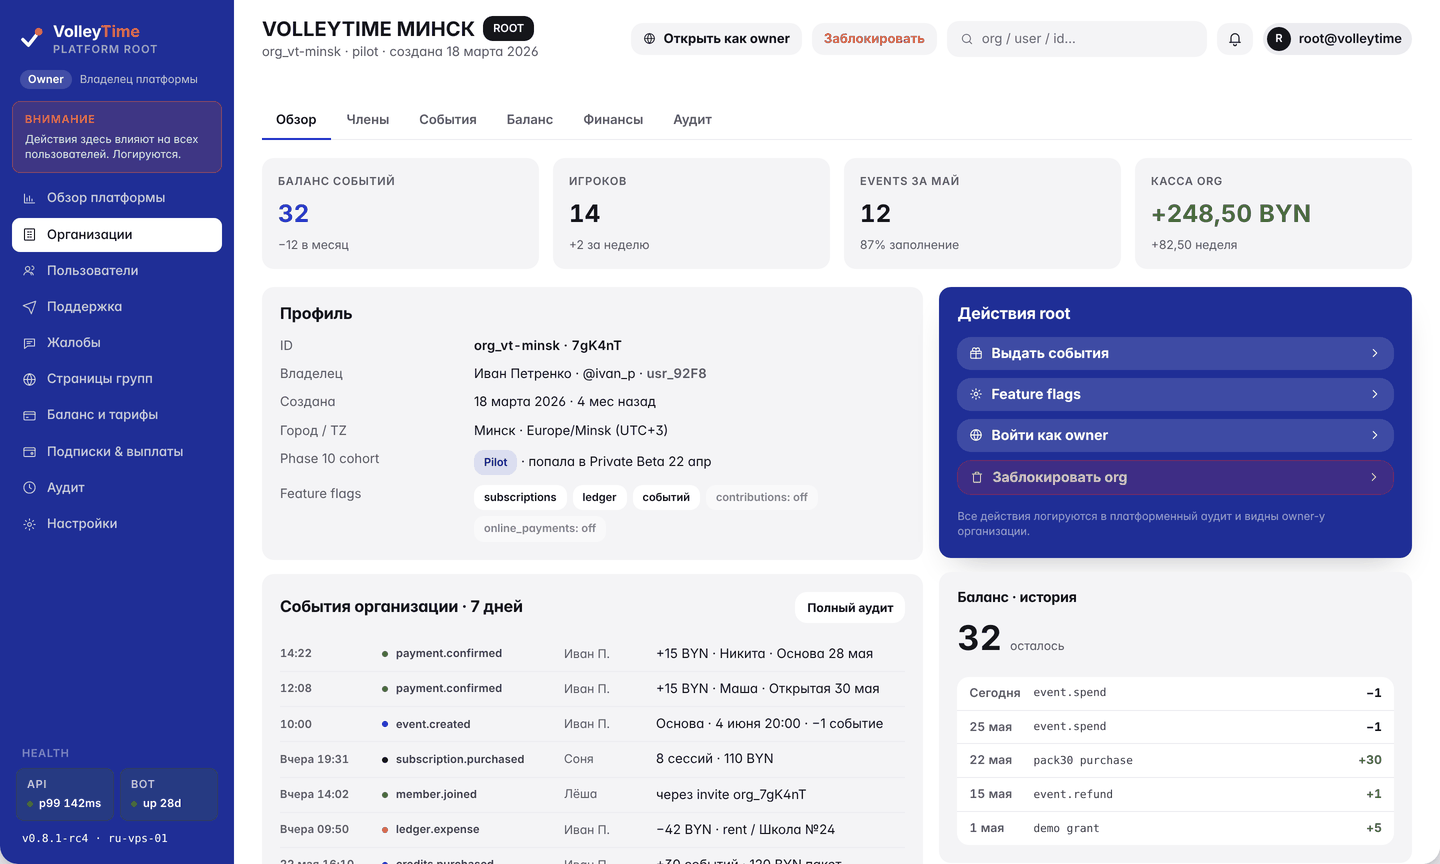 VolleyTime
PLATFORM ROOT
Owner Владелец платформы
ВНИМАНИЕ
Действия здесь влияют на всех
пользователей. Логируются.
Обзор платформы
Организации
Пользователи
Поддержка
Жалобы
Страницы групп
Баланс и тарифы
Подписки & выплаты
Аудит
Настройки
HEALTH
API
p99 142ms
BOT
up 28d
v0.8.1-rc4 · ru-vps-01
VOLLEYTIME МИНСК ROOT
org_vt-minsk · pilot · создана 18 марта 2026
Открыть как owner
Заблокировать
org / user / id...
R root@volleytime
Обзор Члены События Баланс Финансы Аудит
БАЛАНС СОБЫТИЙ
32
−12 в месяц
ИГРОКОВ
14
+2 за неделю
EVENTS ЗА МАЙ
12
87% заполнение
КАССА ORG
+248,50 BYN
+82,50 неделя
Профиль
ID org_vt-minsk · 7gK4nT
Владелец Иван Петренко · @ivan_p · usr_92F8
Создана 18 марта 2026 · 4 мес назад
Город / TZ Минск · Europe/Minsk (UTC+3)
Phase 10 cohort Pilot · попала в Private Beta 22 апр
Feature flags subscriptions ledger событий contributions: off
online_payments: off
Действия root
Выдать события
Feature flags
Войти как owner
Заблокировать org
Все действия логируются в платформенный аудит и видны owner-у
организации.
События организации · 7 дней
Полный аудит
14:22 payment.confirmed Иван П. +15 BYN · Никита · Основа 28 мая
12:08 payment.confirmed Иван П. +15 BYN · Маша · Открытая 30 мая
10:00 event.created Иван П. Основа · 4 июня 20:00 · −1 событие
Вчера 19:31 subscription.purchased Соня 8 сессий · 110 BYN
Вчера 14:02 member.joined Лёша через invite org_7gK4nT
Вчера 09:50 ledger.expense Иван П. −42 BYN · rent / Школа №24
22 мая 16:10 credits.purchased Иван П. +30 событий · 120 BYN пакет
Баланс · история
32 осталось
Сегодня event.spend −1
25 мая event.spend −1
22 мая pack30 purchase +30
15 мая event.refund +1
1 мая demo grant +5